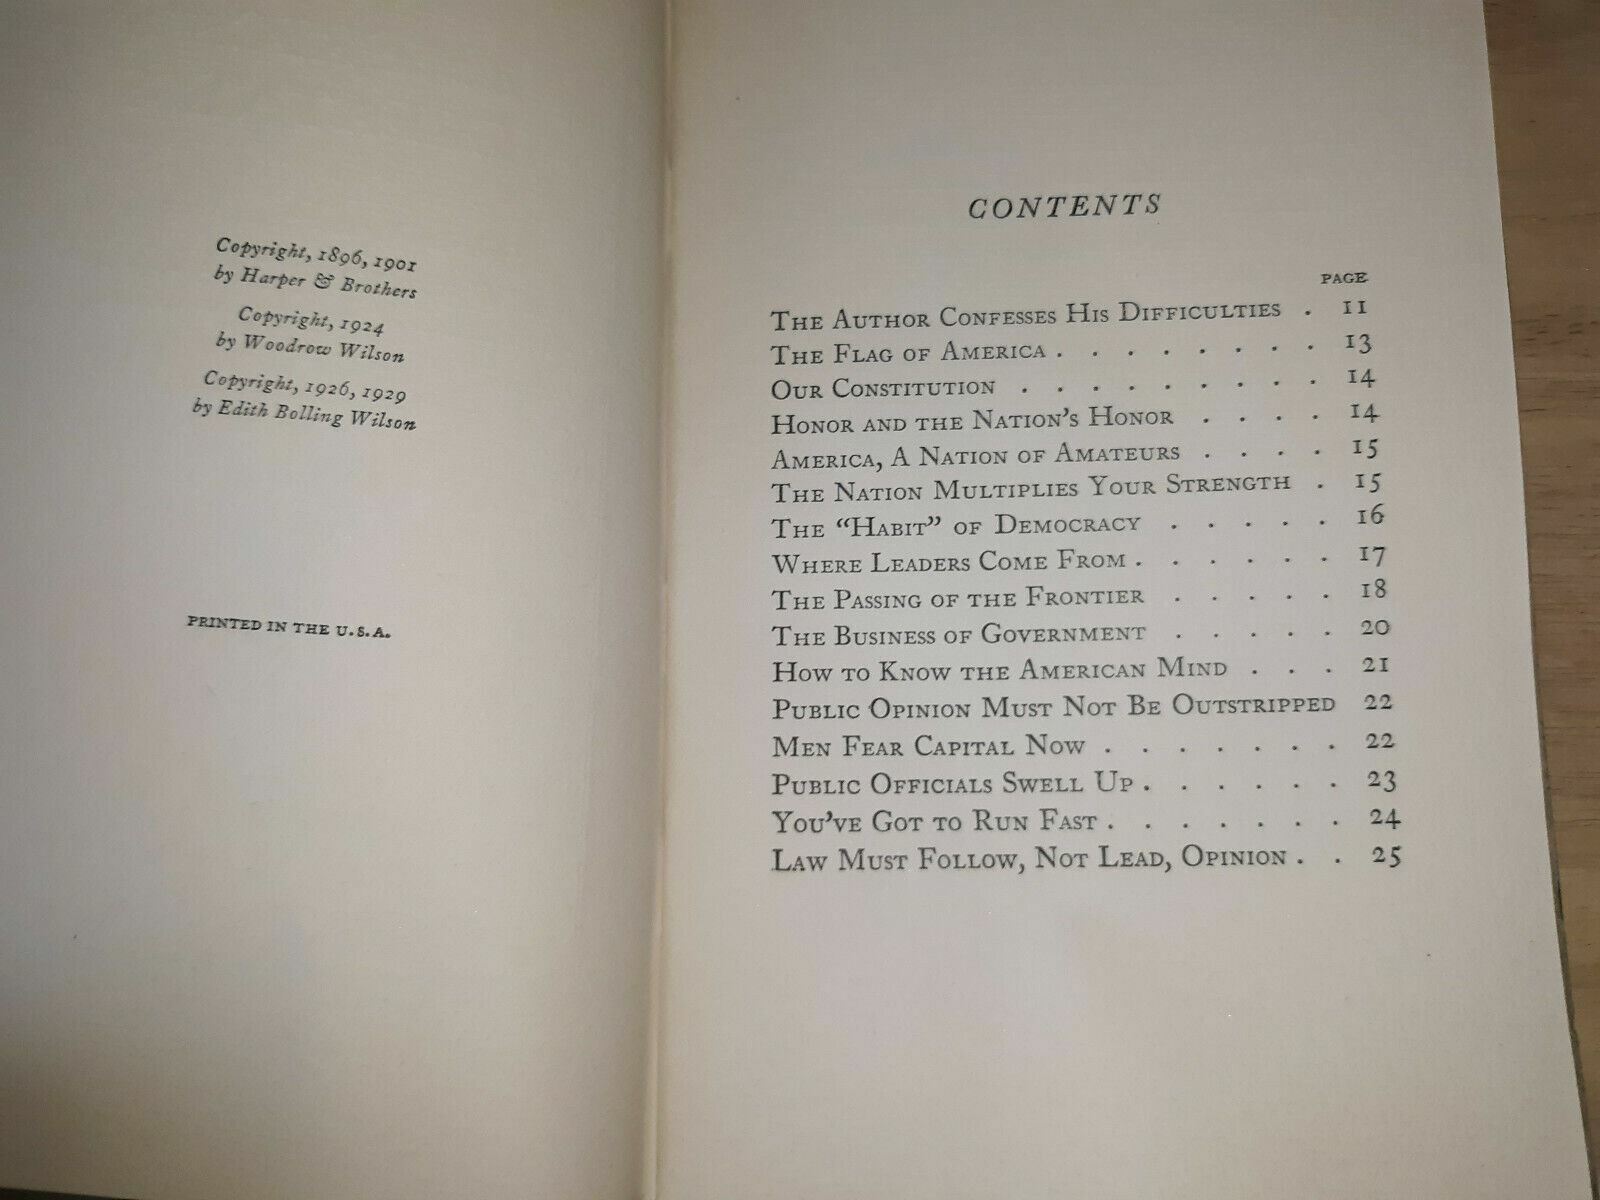 Copyright, 1896, 1901
by Harper & Brothers
Copyright, 1924
by Woodrow Wilson
Copyright, 1926, 1929
by Edith Bolling Wilson
PRINTED IN THE U.S.A.
CONTENTS
PAGE
THE AUTHOR CONFESSES HIS DIFFICULTIES . 11
THE FLAG OF AMERICA . . . . . . . . 13
OUR CONSTITUTION . . . . . . . . . 14
HONOR AND THE NATION'S HONOR . . . . 14
AMERICA, A NATION OF AMATEURS . . . . 15
THE NATION MULTIPLIES YOUR STRENGTH . 15
THE "HABIT" OF DEMOCRACY . . . . . 16
WHERE LEADERS COME FROM . . . . . . 17
THE PASSING OF THE FRONTIER . . . . . 18
THE BUSINESS OF GOVERNMENT . . . . . 20
HOW TO KNOW THE AMERICAN MIND . . . 21
PUBLIC OPINION MUST NOT BE OUTSTRIPPED 22
MEN FEAR CAPITAL NOW . . . . . . . 22
PUBLIC OFFICIALS SWELL UP . . . . . . 23
YOU'VE GOT TO RUN FAST . . . . . . . 24
LAW MUST FOLLOW, NOT LEAD, OPINION . . 25